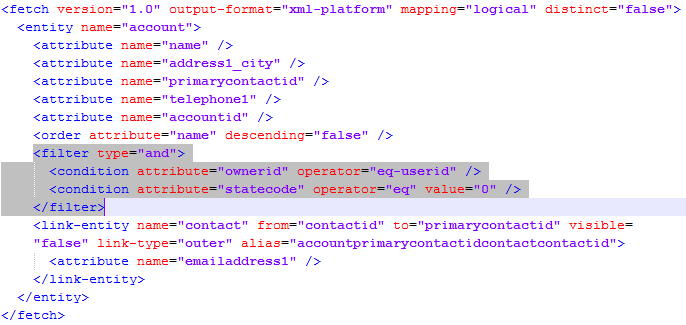 <fetch version="1.0" output-format="xml-platform" mapping="logical" distinct="false">
<entity name="account">
<attribute name="name" />
<attribute name="address1_city" />
<attribute name="primarycontactid" />
<attribute name="telephone1" />
<attribute name="accountid" />
<order attribute="name" descending="false" />
<filter type="and">
<condition attribute="ownerid" operator="eq-userid" />
<condition attribute="statecode" operator="eq" value="0" />
</filter>
<link-entity name="contact" from="contactid" to="primarycontactid" visible=
"false" link-type="outer" alias="accountprimarycontactidcontactcontactid">
<attribute name="emailaddress1" />
</link-entity>
</entity>
</fetch>